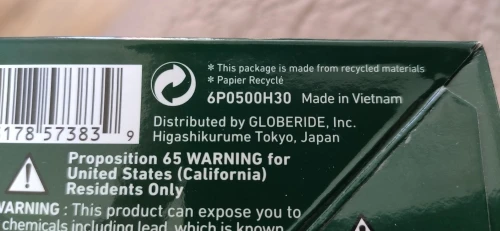 * This package is made from recycled materials
* Papier Recyclé
6P0500H30 Made in Vietnam
178 57383 9
Distributed by GLOBERIDE, Inc.
Higashikurume Tokyo, Japan
Proposition 65 WARNING for
United States (California)
Residents Only
WARNING : This product can expose you to
chemicals including lead, which is known